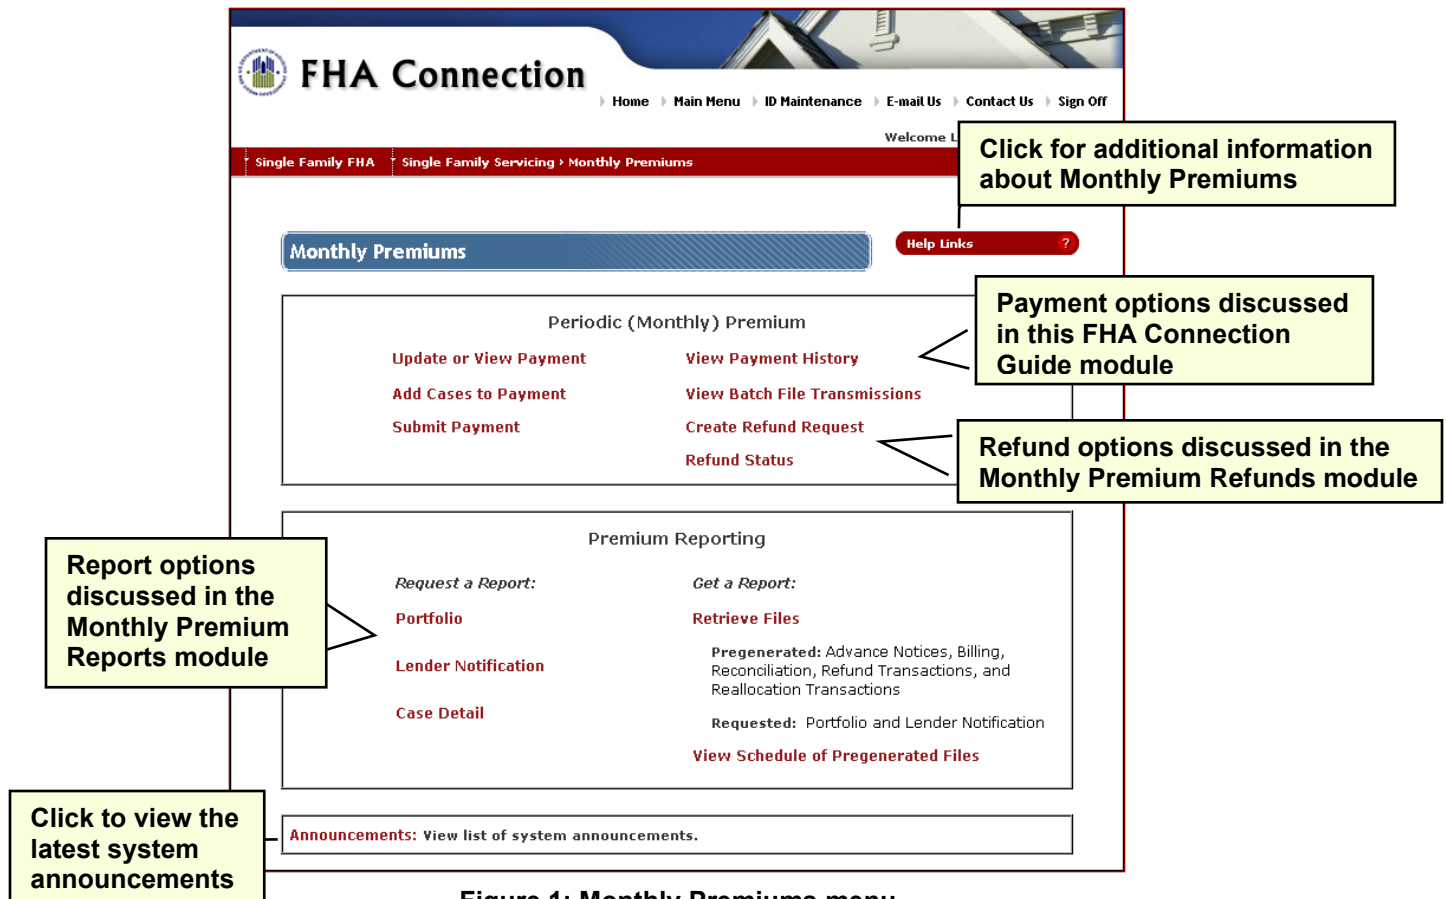 FHA Connection
Home Main Menu ID Maintenance E-mail Us Contact Us Sign Off
Welcome L
Click for additional information
about Monthly Premiums
Single Family FHA Single Family Servicing › Monthly Premiums
Monthly Premiums
Help Links ?
Payment options discussed
in this FHA Connection
Guide module
Periodic (Monthly) Premium
Update or View Payment
View Payment History
Add Cases to Payment
View Batch File Transmissions
Submit Payment
Create Refund Request
Refund Status
Refund options discussed in the
Monthly Premium Refunds module
Premium Reporting
Report options
discussed in the
Monthly Premium
Reports module
Request a Report:
Get a Report:
Portfolio
Retrieve Files
Pregenerated: Advance Notices, Billing,
Reconciliation, Refund Transactions, and
Reallocation Transactions
Lender Notification
Case Detail
Requested: Portfolio and Lender Notification
View Schedule of Pregenerated Files
Click to view the
latest system
announcements
Announcements: View list of system announcements.
Figure 1: Monthly Premiums menu